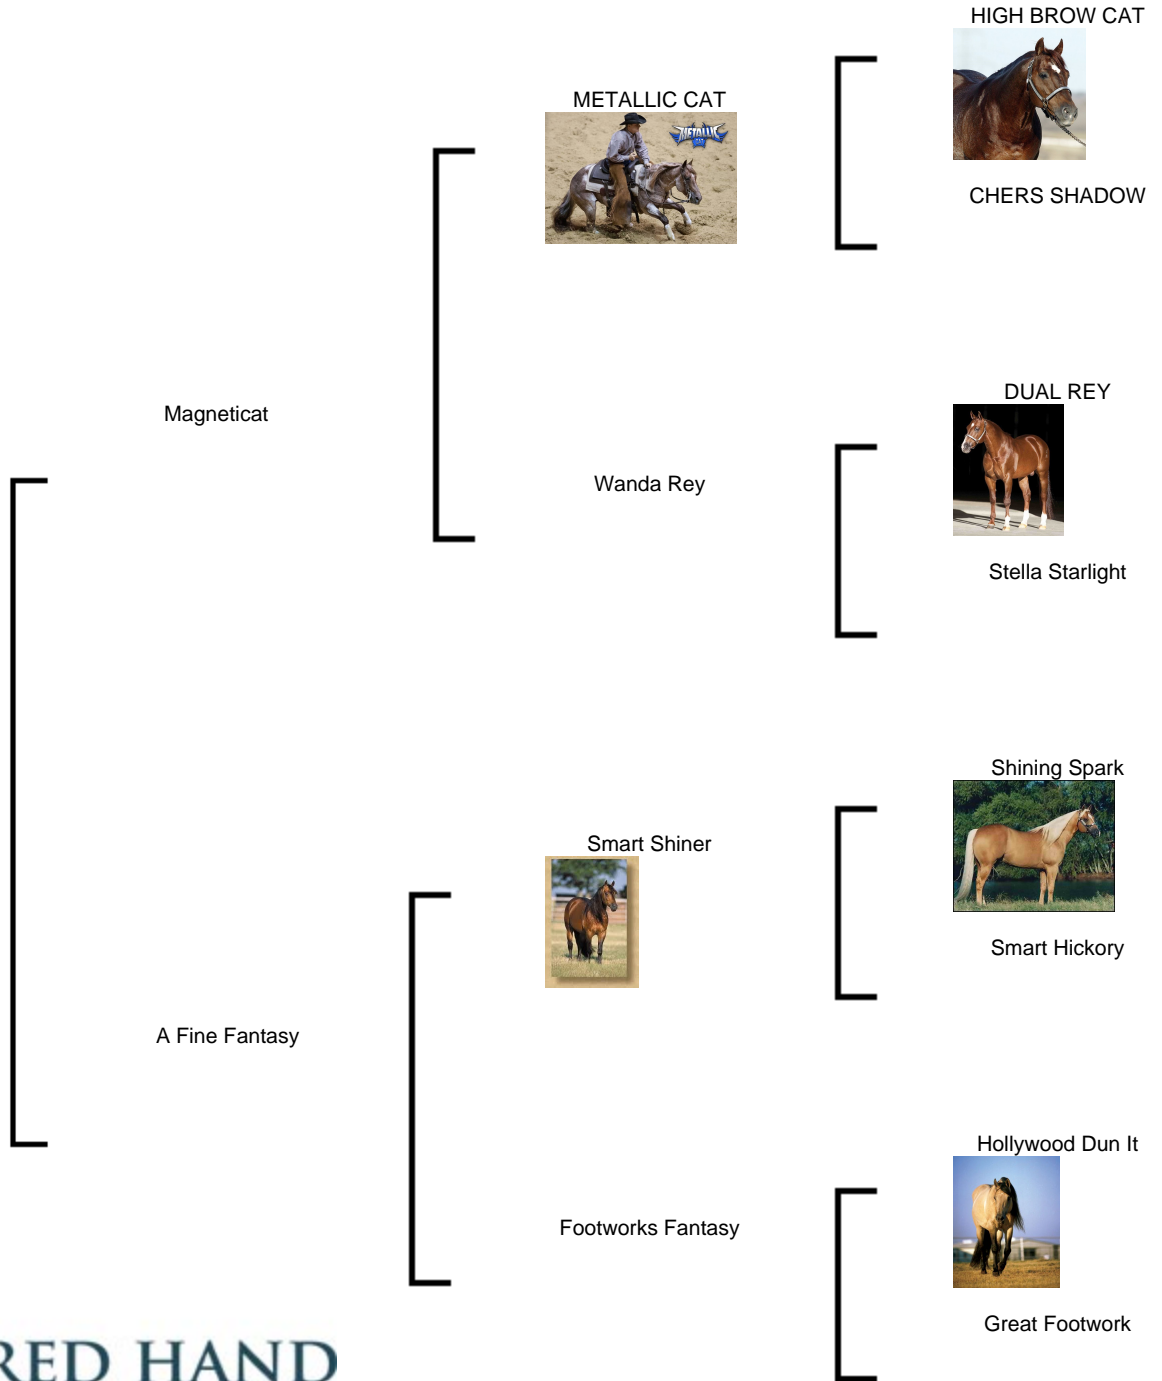 HIGH BROW CAT
METALLIC CAT
METALLIC
CHERS SHADOW
DUAL REY
Magneticat
Wanda Rey
Stella Starlight
Shining Spark
Smart Shiner
Smart Hickory
A Fine Fantasy
Hollywood Dun It
Footworks Fantasy
Great Footwork
RED HAND